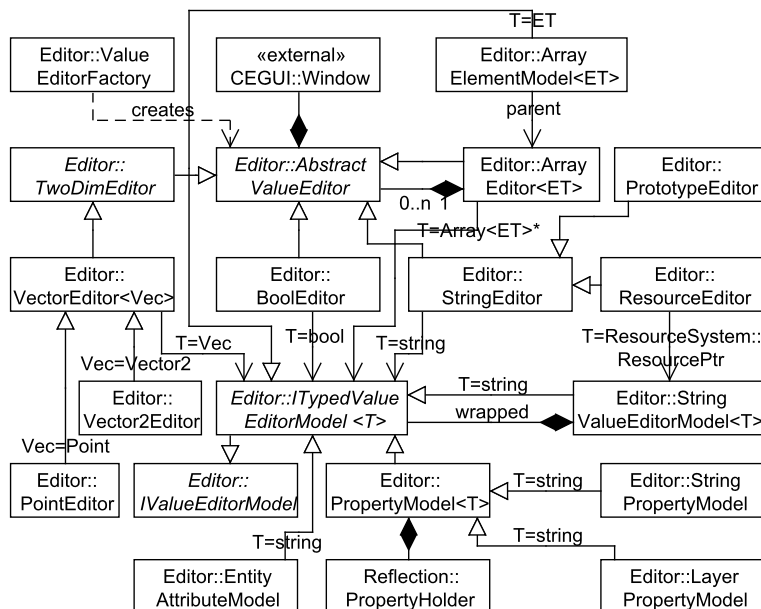 T=ET
Editor::Value
EditorFactory
«external»
CEGUI::Window
Editor::Array
ElementModel<ET>
creates
parent
Editor::
TwoDimEditor
Editor::Abstract
ValueEditor
Editor::Array
Editor<ET>
Editor::
PrototypeEditor
0..n 1
T=Array<ET>*
Editor::
VectorEditor<Vec>
Editor::
BoolEditor
Editor::
StringEditor
Editor::
ResourceEditor
T=Vec
T=bool
T=string
T=ResourceSystem::
ResourcePtr
Vec=Vector2
Editor::
Vector2Editor
Editor::ITypedValue
EditorModel <T>
T=string
wrapped
Editor::String
ValueEditorModel<T>
Vec=Point
Editor::
PointEditor
Editor::
IValueEditorModel
Editor::
PropertyModel<T>
T=string
Editor::String
PropertyModel
T=string
T=string
Editor::Entity
AttributeModel
Reflection::
PropertyHolder
Editor::Layer
PropertyModel